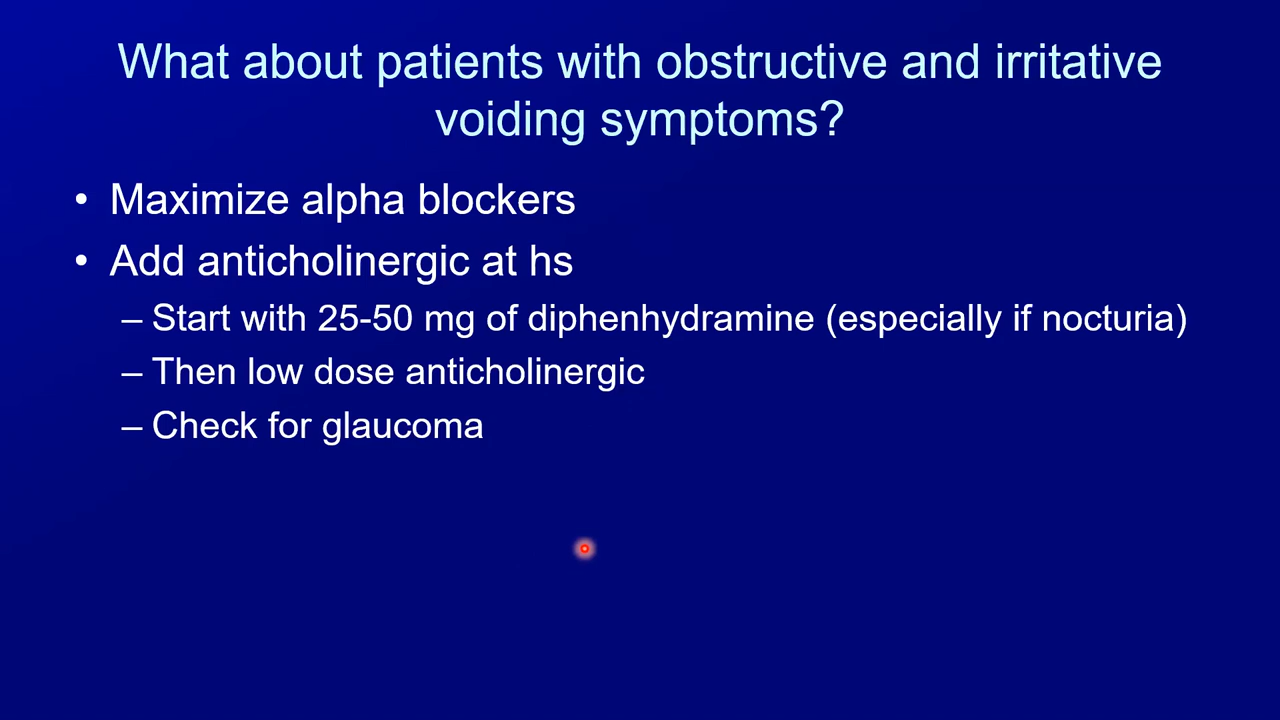 What about patients with obstructive and irritative
voiding symptoms?
• Maximize alpha blockers
• Add anticholinergic at hs
– Start with 25-50 mg of diphenhydramine (especially if nocturia)
– Then low dose anticholinergic
– Check for glaucoma